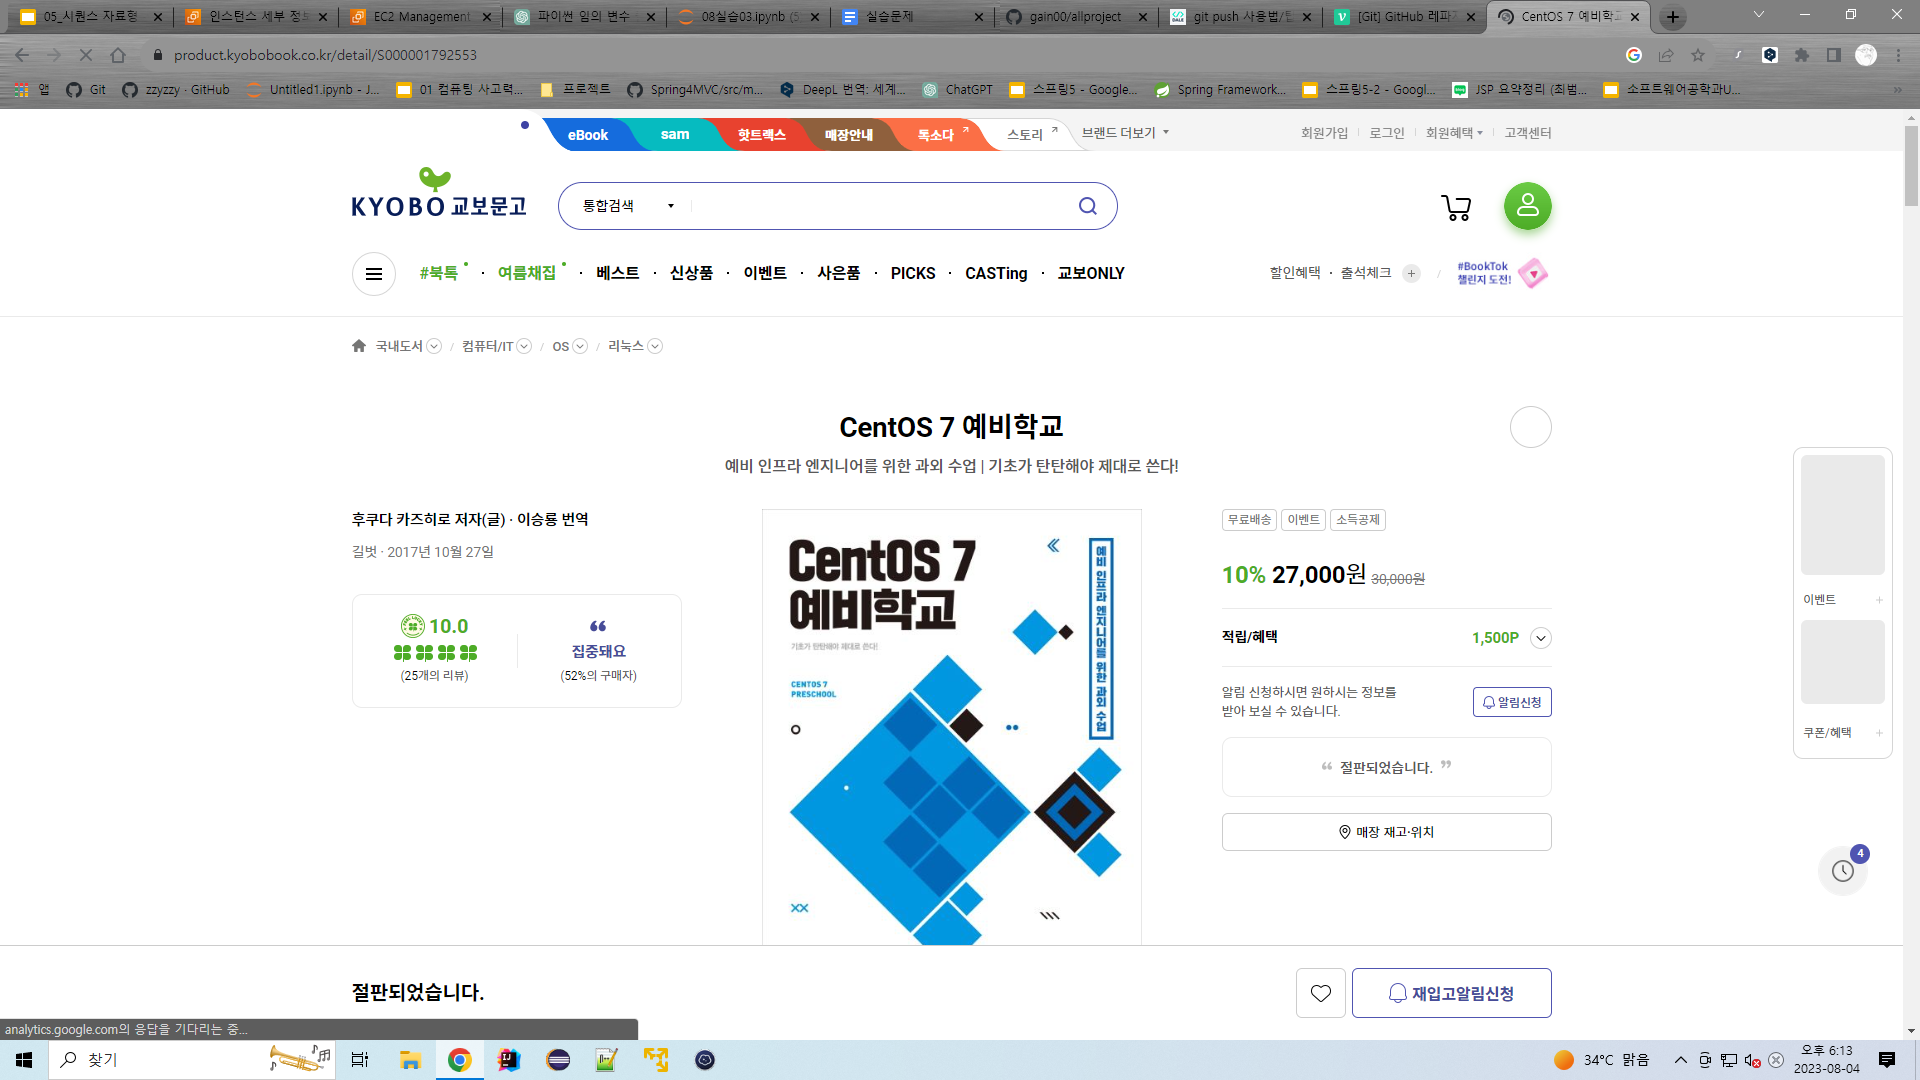 05_시퀀스 자료형
인스턴스 세부 정보
EC2 Management
파이썬 임의 변수
08실습03.ipynb (5
실습문제
gain00/allproject
git push 사용법/틴
[Git] GitHub 레파지
CentOS 7 예비학교
product.kyobobook.co.kr/detail/S000001792553
앱
Git
zzyzzy · GitHub
Untitled1.ipynb - J...
01 컴퓨팅 사고력...
프로젝트
Spring4MVC/src/m...
DeepL 번역: 세계...
ChatGPT
스프링5 - Google...
Spring Framework...
스프링5-2 - Googl...
JSP 요약정리 (최범...
소프트웨어공학과U...
eBook
sam
핫트랙스
매장안내
독소다
스토리
브랜드 더보기
회원가입
로그인
회원혜택
고객센터
KYOBO 교보문고
통합검색
#북톡 · 여름채집 · 베스트 · 신상품 · 이벤트 · 사은품 · PICKS · CASTing · 교보ONLY
할인혜택 · 출석체크
#BookTok
챌린지 도전!
국내도서 / 컴퓨터/IT / OS / 리눅스
CentOS 7 예비학교
예비 인프라 엔지니어를 위한 과외 수업 | 기초가 탄탄해야 제대로 쓴다!
후쿠다 카즈히로 저자(글) · 이승룡 번역
길벗 · 2017년 10월 27일
10.0
(25개의 리뷰)
집중돼요
(52%의 구매자)
CentOS 7
예비학교
기초가 탄탄해야 제대로 쓴다!
CENTOS 7
PRESCHOOL
예비 인프라 엔지니어를 위한 과외 수업
무료배송
이벤트
소득공제
10% 27,000원 30,000원
적립/혜택
1,500P
알림 신청하시면 원하시는 정보를
받아 보실 수 있습니다.
알림신청
“ 절판되었습니다. ”
매장 재고·위치
이벤트
쿠폰/혜택
4
절판되었습니다.
재입고알림신청
analytics.google.com의 응답을 기다리는 중...
찾기
34°C 맑음
오후 6:13
2023-08-04